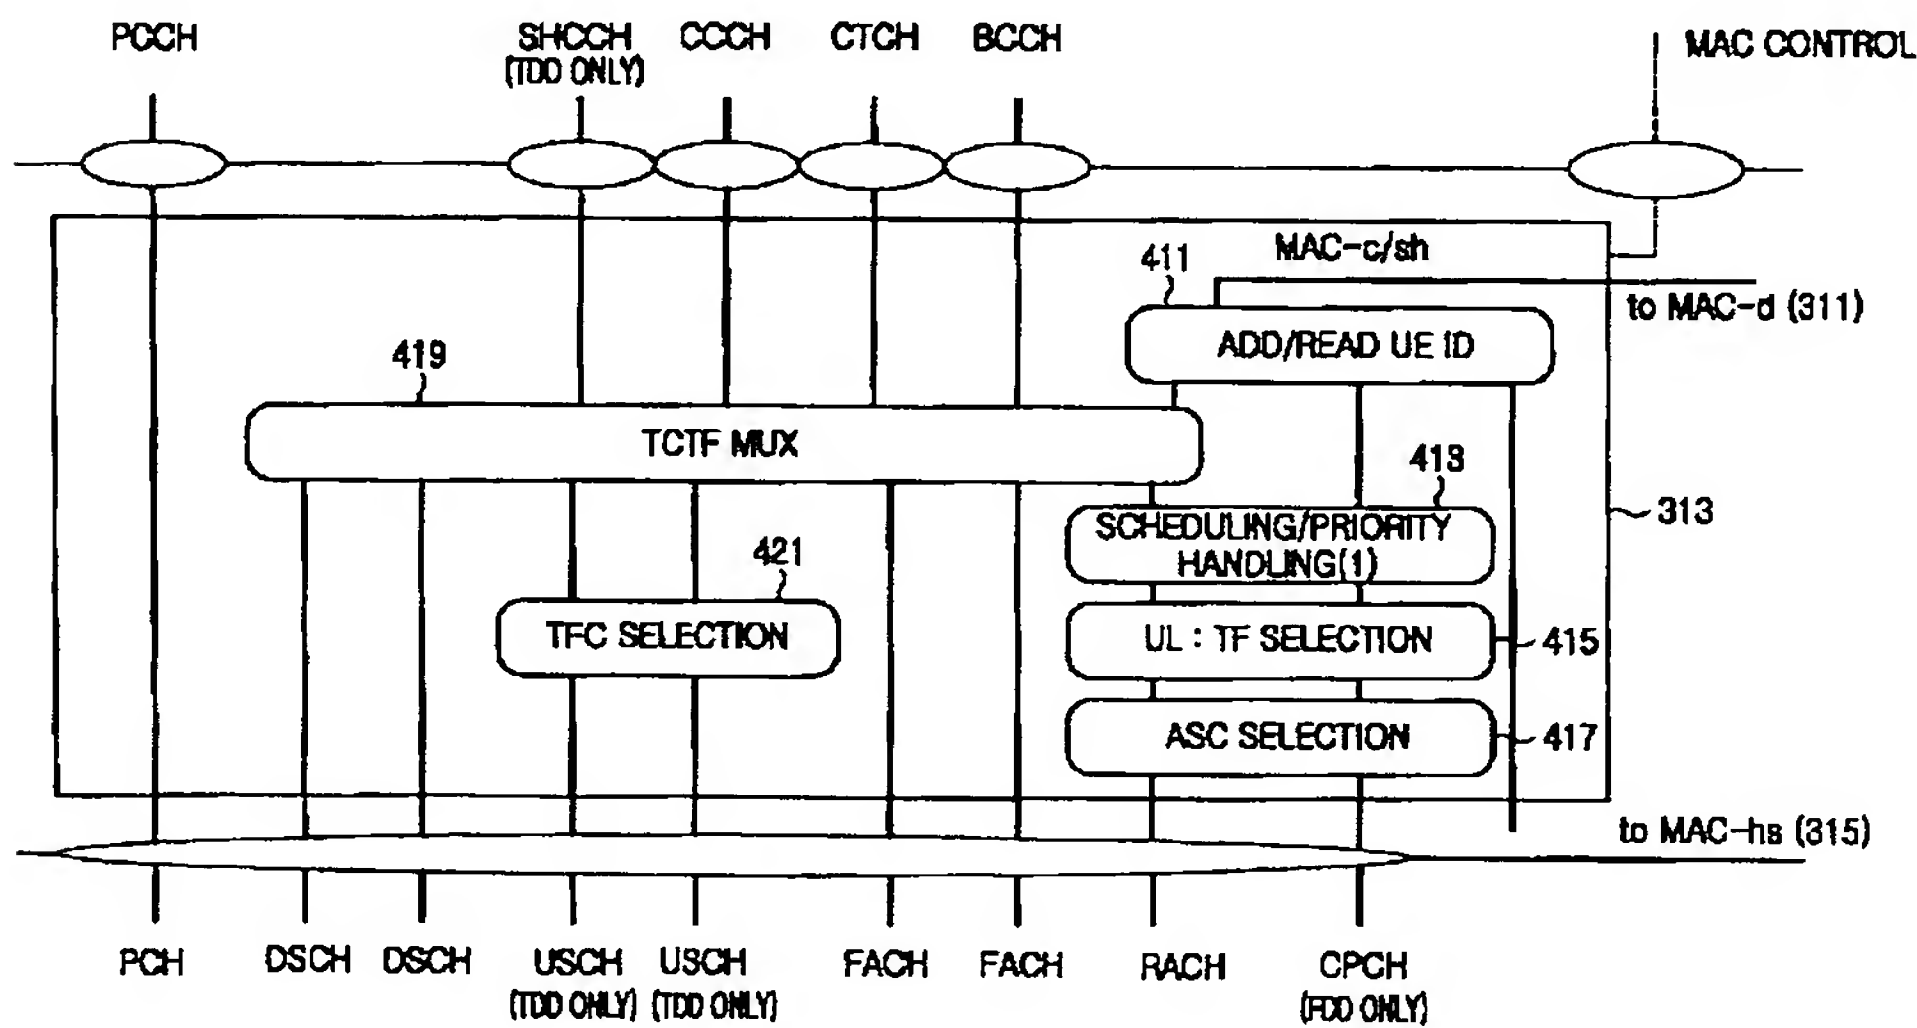 PCCH
SHCCH
(TDD ONLY)
CCCH
CTCH
BCCH
MAC CONTROL
MAC-c/sh
411
to MAC-d (311)
ADD/READ UE ID
419
TCTF MUX
413
SCHEDULING/PRIORITY
HANDLING(1)
313
421
TFC SELECTION
UL : TF SELECTION
415
ASC SELECTION
417
to MAC-hs (315)
PCH
DSCH
DSCH
USCH
(TDD ONLY)
USCH
(TDD ONLY)
FACH
FACH
RACH
CPCH
(FDD ONLY)